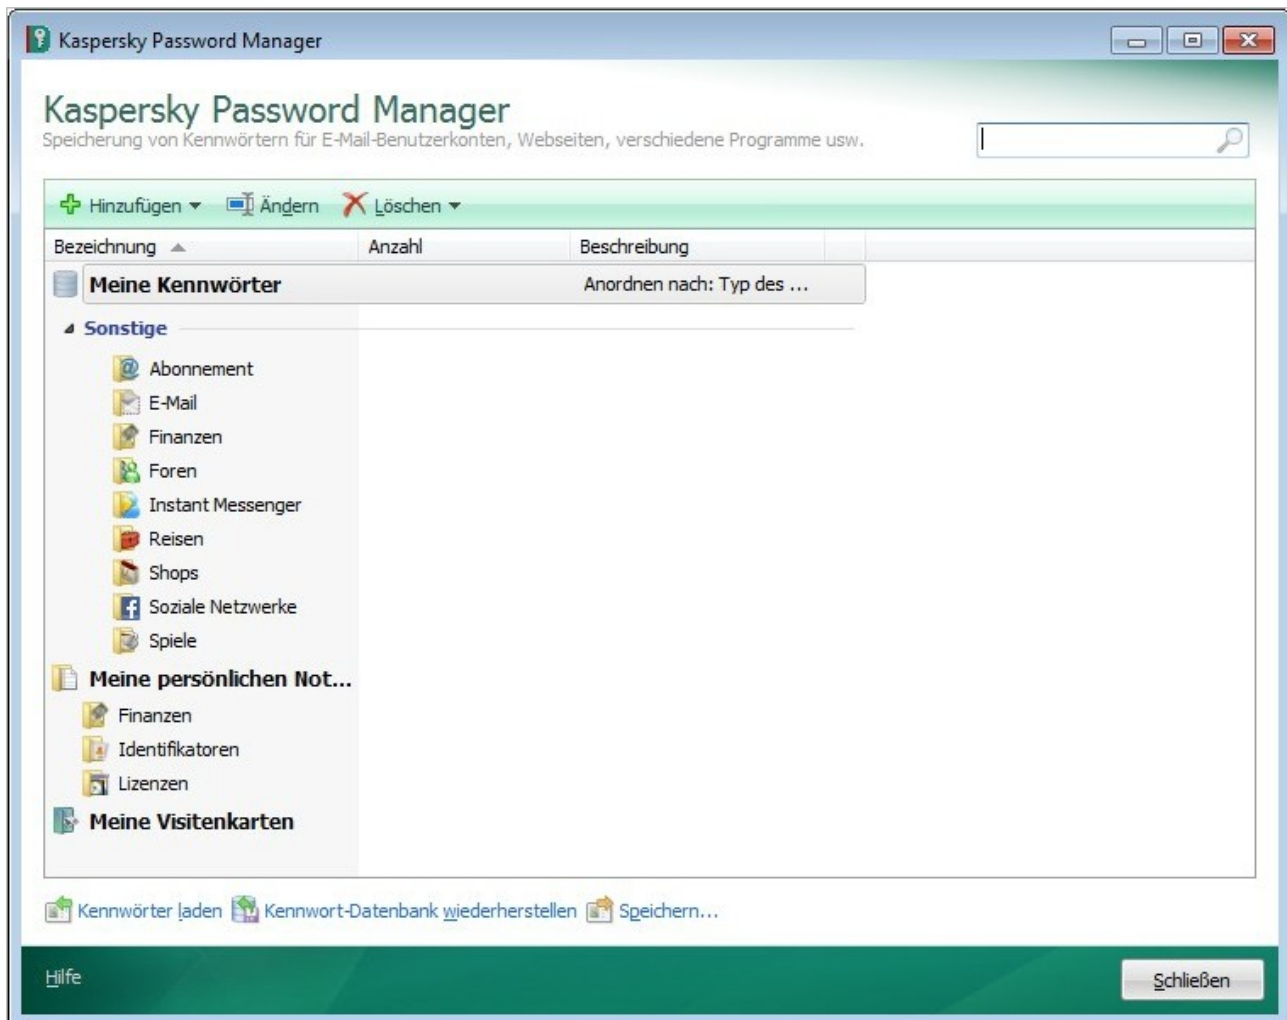 Kaspersky Password Manager
Kaspersky Password Manager
Speicherung von Kennwörtern für E-Mail-Benutzerkonten, Webseiten, verschiedene Programme usw.
Hinzufügen Ändern Löschen
Bezeichnung Anzahl Beschreibung
Meine Kennwörter Anordnen nach: Typ des ...
Sonstige
Abonnement
E-Mail
Finanzen
Foren
Instant Messenger
Reisen
Shops
Soziale Netzwerke
Spiele
Meine persönlichen Not...
Finanzen
Identifikatoren
Lizenzen
Meine Visitenkarten
Kennwörter laden Kennwort-Datenbank wiederherstellen Speichern...
Hilfe Schließen